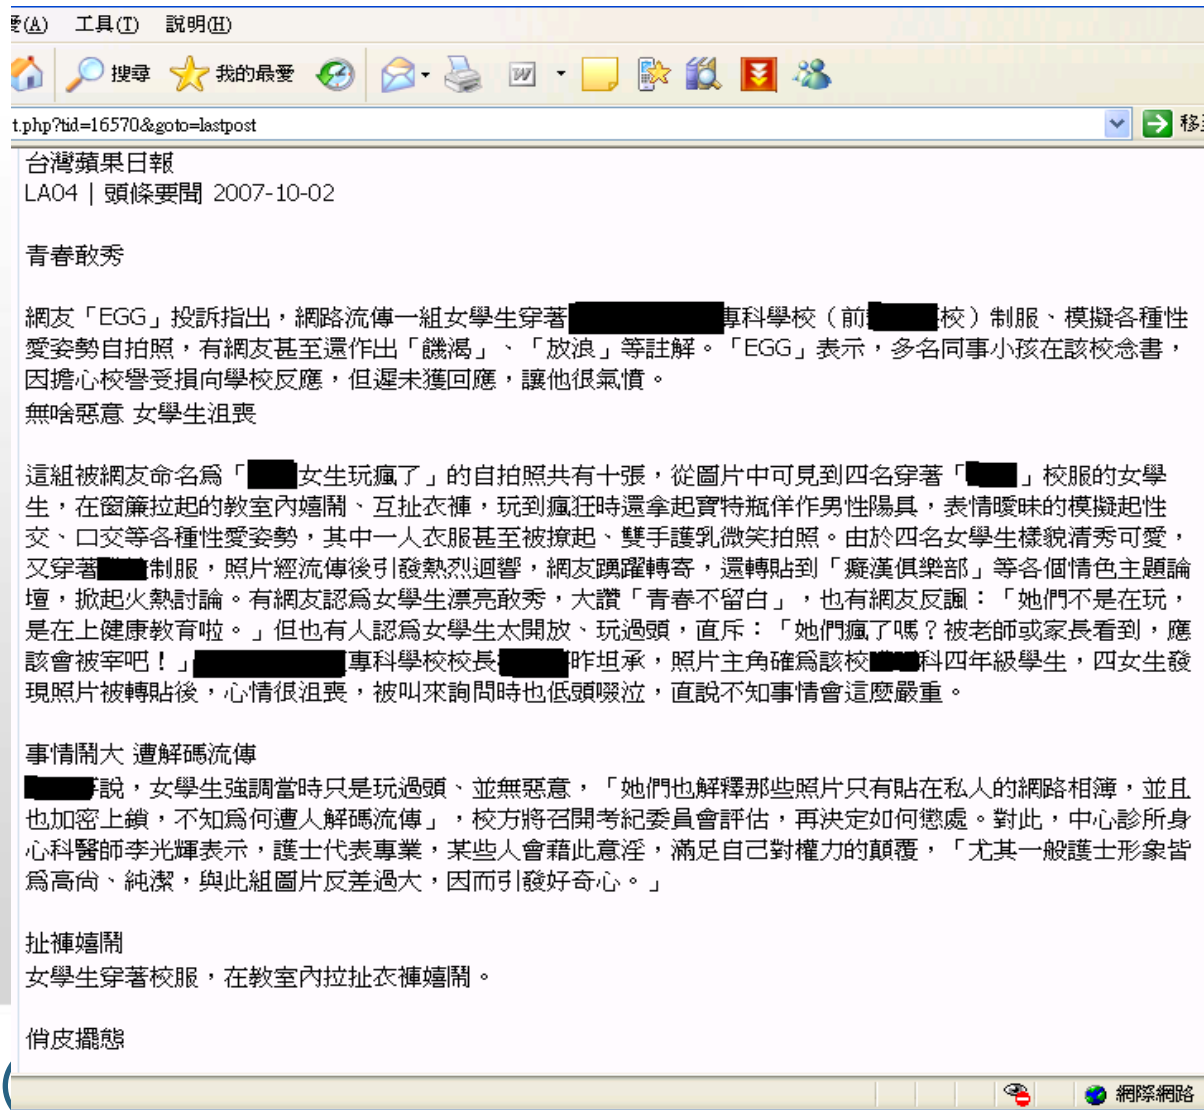 愛(A) 工具(T) 說明(H)
搜尋 我的最愛
t.php?tid=16570&goto=lastpost 移至
台灣蘋果日報
LA04 | 頭條要聞 2007-10-02
青春敢秀
網友「EGG」投訴指出，網路流傳一組女學生穿著專科學校（前校）制服、模擬各種性
愛姿勢自拍照，有網友甚至還作出「饑渴」、「放浪」等註解。「EGG」表示，多名同事小孩在該校念書，
因擔心校譽受損向學校反應，但遲未獲回應，讓他很氣憤。
無啥惡意 女學生沮喪
這組被網友命名為「女生玩瘋了」的自拍照共有十張，從圖片中可見到四名穿著「」校服的女學
生，在窗簾拉起的教室內嬉鬧、互扯衣褲，玩到瘋狂時還拿起寶特瓶佯作男性陽具，表情曖昧的模擬起性
交、口交等各種性愛姿勢，其中一人衣服甚至被撩起、雙手護乳微笑拍照。由於四名女學生樣貌清秀可愛，
又穿著制服，照片經流傳後引發熱烈迴響，網友踴躍轉寄，還轉貼到「癡漢俱樂部」等各個情色主題論
壇，掀起火熱討論。有網友認為女學生漂亮敢秀，大讚「青春不留白」，也有網友反諷：「她們不是在玩，
是在上健康教育啦。」但也有人認為女學生太開放、玩過頭，直斥：「她們瘋了嗎？被老師或家長看到，應
該會被宰吧！」專科學校校長昨坦承，照片主角確為該校科四年級學生，四女生發
現照片被轉貼後，心情很沮喪，被叫來詢問時也低頭啜泣，直說不知事情會這麼嚴重。
事情鬧大 遭解碼流傳
說，女學生強調當時只是玩過頭、並無惡意，「她們也解釋那些照片只有貼在私人的網路相簿，並且
也加密上鎖，不知為何遭人解碼流傳」，校方將召開考紀委員會評估，再決定如何懲處。對此，中心診所身
心科醫師李光輝表示，護士代表專業，某些人會藉此意淫，滿足自己對權力的顛覆，「尤其一般護士形象皆
為高尚、純潔，與此組圖片反差過大，因而引發好奇心。」
扯褲嬉鬧
女學生穿著校服，在教室內拉扯衣褲嬉鬧。
俏皮擺態
網際網路